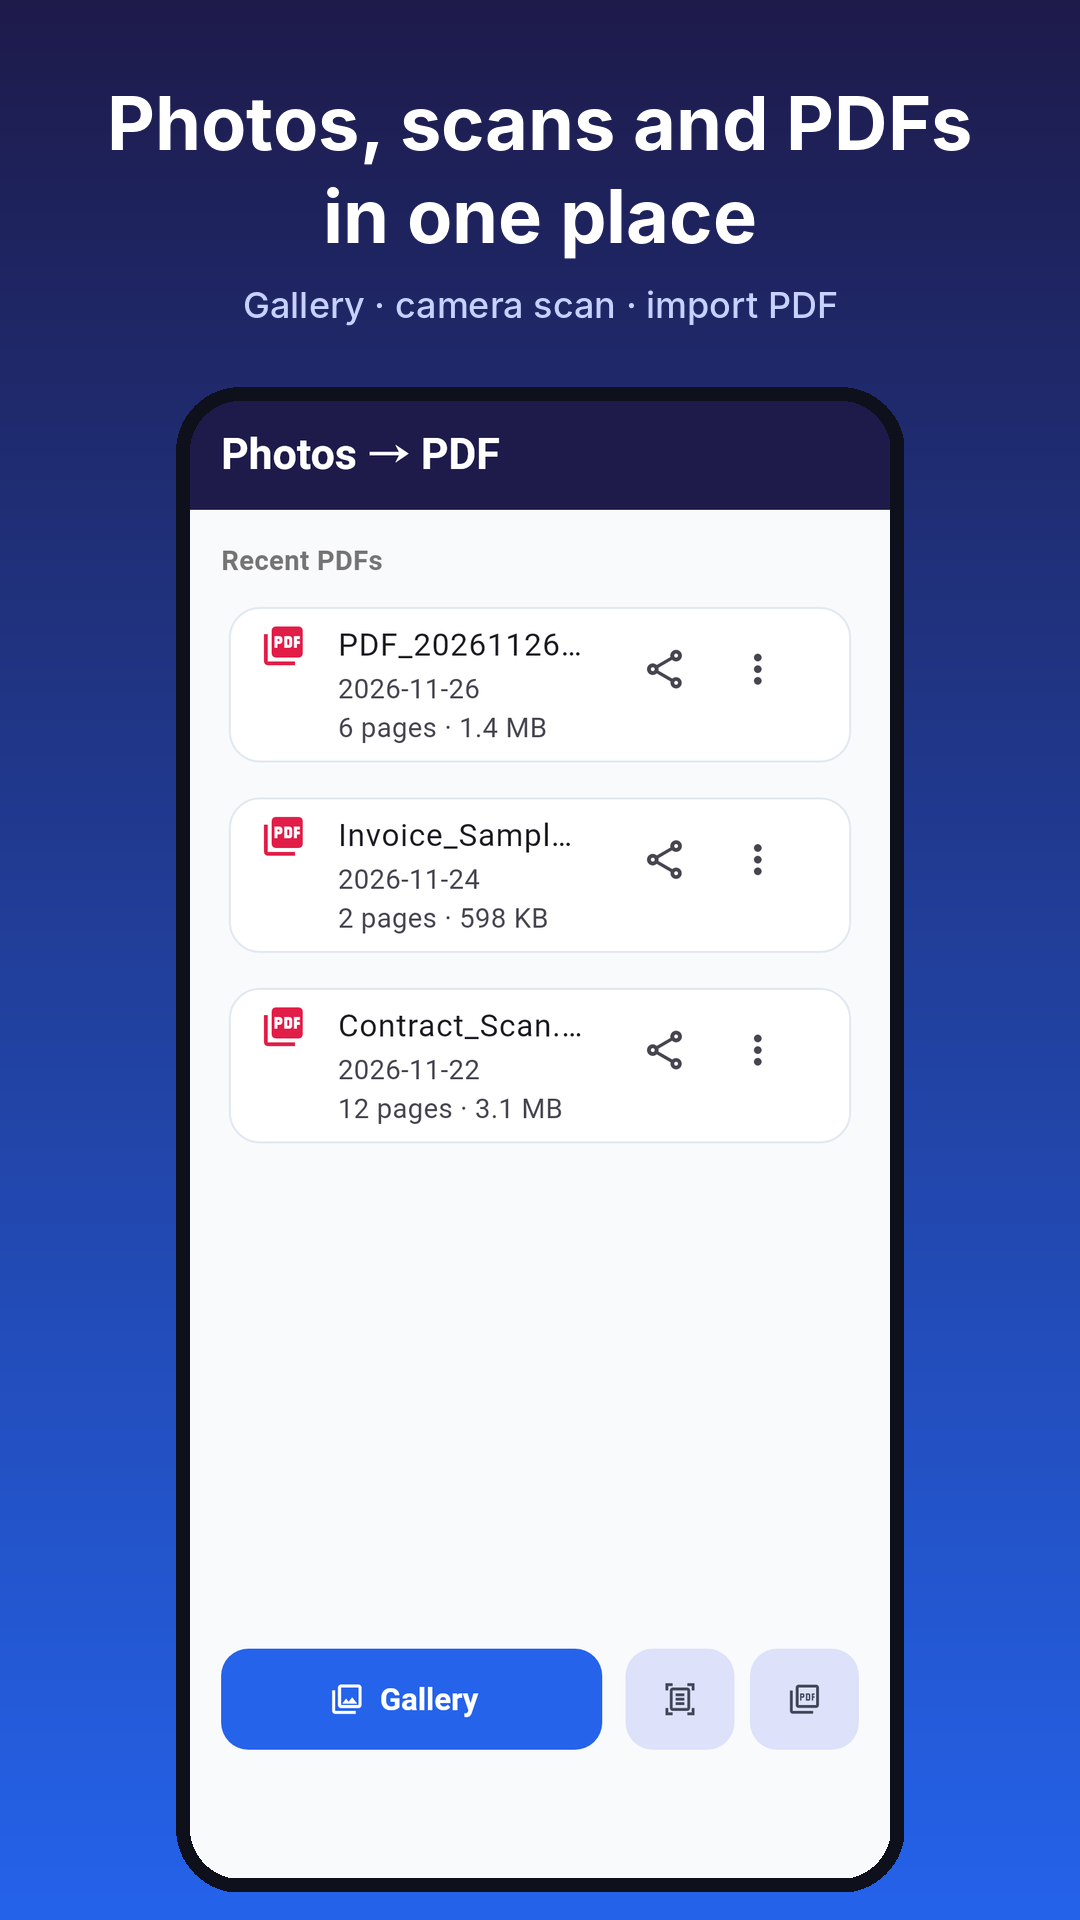 Photos, scans and PDFs
in one place
Gallery · camera scan · import PDF
Photos → PDF
Recent PDFs
PDF
PDF_20261126…
2026-11-26
6 pages · 1.4 MB
PDF
Invoice_Sampl…
2026-11-24
2 pages · 598 KB
PDF
Contract_Scan.…
2026-11-22
12 pages · 3.1 MB
Gallery
PDF